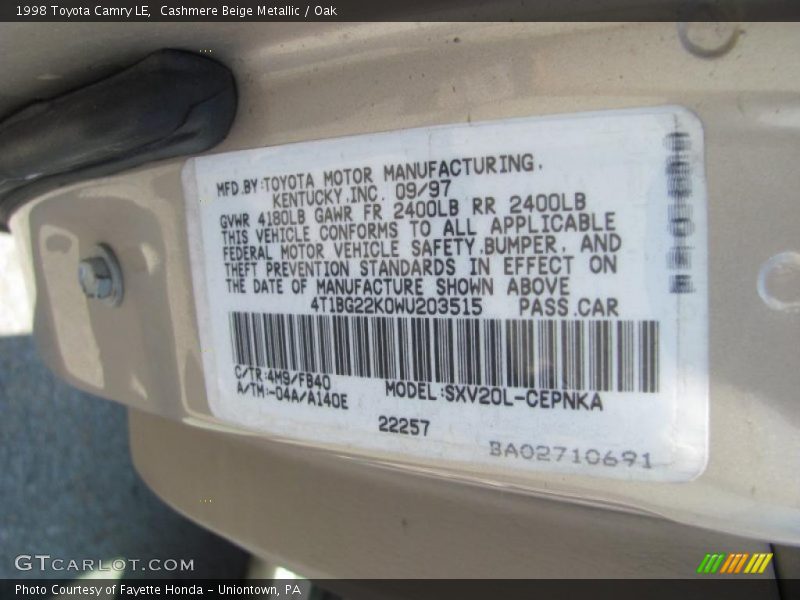 1998 Toyota Camry LE, Cashmere Beige Metallic / Oak
MFD.BY:TOYOTA MOTOR MANUFACTURING.
KENTUCKY,INC. 09/97
GVWR 4180LB GAWR FR 2400LB RR 2400LB
THIS VEHICLE CONFORMS TO ALL APPLICABLE
FEDERAL MOTOR VEHICLE SAFETY,BUMPER, AND
THEFT PREVENTION STANDARDS IN EFFECT ON
THE DATE OF MANUFACTURE SHOWN ABOVE
4T1BG22K0WU203515 PASS.CAR
C/TR:4M9/FB40
A/TM:-04A/A140E
MODEL:SXV20L-CEPNKA
22257
BA02710691
GTCARLOT.COM
Photo Courtesy of Fayette Honda - Uniontown, PA